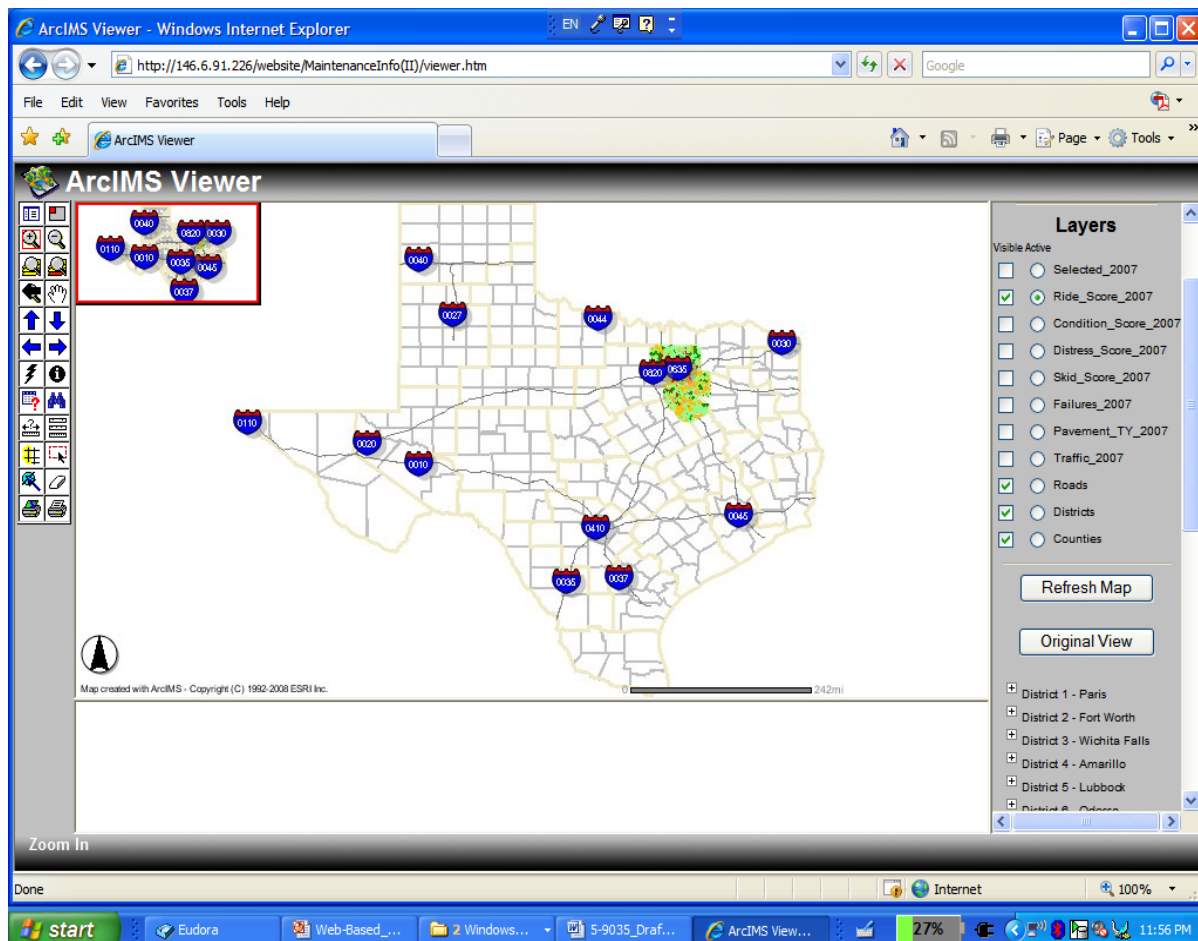 ArcIMS Viewer - Windows Internet Explorer
EN
http://146.6.91.226/website/MaintenanceInfo(II)/viewer.htm
Google
File Edit View Favorites Tools Help
ArcIMS Viewer
Page Tools
ArcIMS Viewer
0040
0820 0030
0110
0010
0035 0045
0037
0040
0027
0044
0030
0820 0635
0110
0020
0010
0410
0045
0035
0037
Map created with ArcIMS - Copyright (C) 1992-2008 ESRI Inc.
0 242mi
Layers
Visible Active
Selected_2007
Ride_Score_2007
Condition_Score_2007
Distress_Score_2007
Skid_Score_2007
Failures_2007
Pavement_TY_2007
Traffic_2007
Roads
Districts
Counties
Refresh Map
Original View
District 1 - Paris
District 2 - Fort Worth
District 3 - Wichita Falls
District 4 - Amarillo
District 5 - Lubbock
District 6 - Odessa
Zoom In
Done
Internet
100%
start
Eudora
Web-Based_...
2 Windows...
5-9035_Draf...
ArcIMS View...
27%
11:56 PM